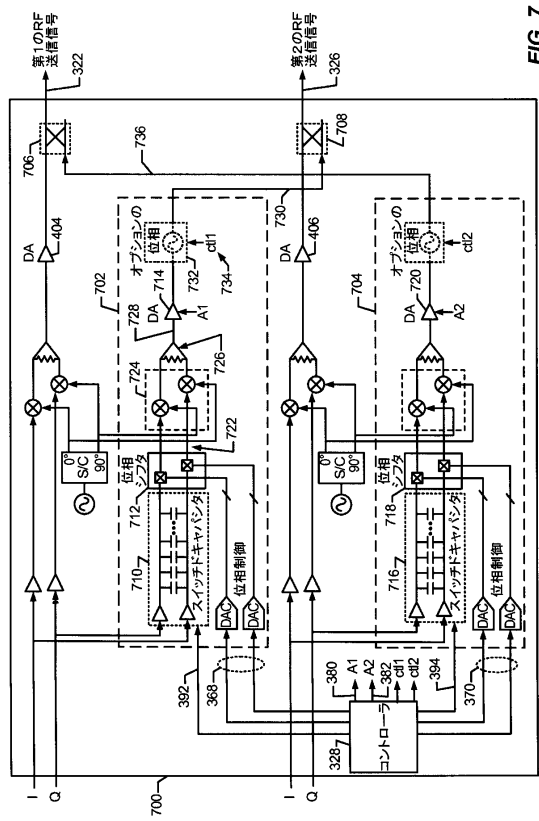 FIG. 7
第1のRF
送信信号
322
706
736
DA
404
702
オプションの
位相
732
ctl1
734
714
DA
A1
728
726
724
722
0°
S/C
90°
位相
シフタ
712
710
スイッチドキャパシタ
位相制御
DAC
DAC
392
368
730
第2のRF
送信信号
326
708
DA
406
704
オプションの
位相
ctl2
720
DA
A2
0°
S/C
90°
位相
シフタ
718
716
スイッチドキャパシタ
位相制御
DAC
DAC
380
A1
A2
382
ctl1
ctl2
394
370
コントローラ
328
I
Q
I
Q
700